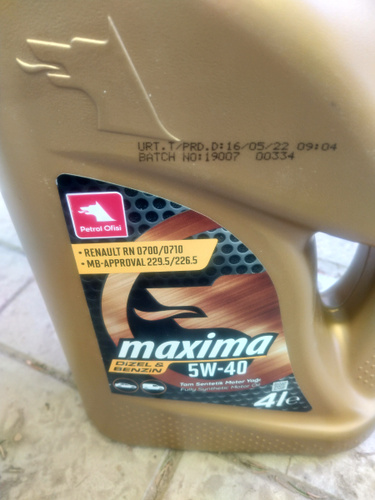 URT.T/PRD.D:16/05/22 09:04
BATCH NO:19007 00334
Petrol Ofisi
• RENAULT RN 0700/0710
• MB-APPROVAL 229.5/226.5
maxima
DİZEL &
BENZİN
5W-40
Tam Sentetik Motor Yağı
Fully Synthetic Motor Oil
4l e